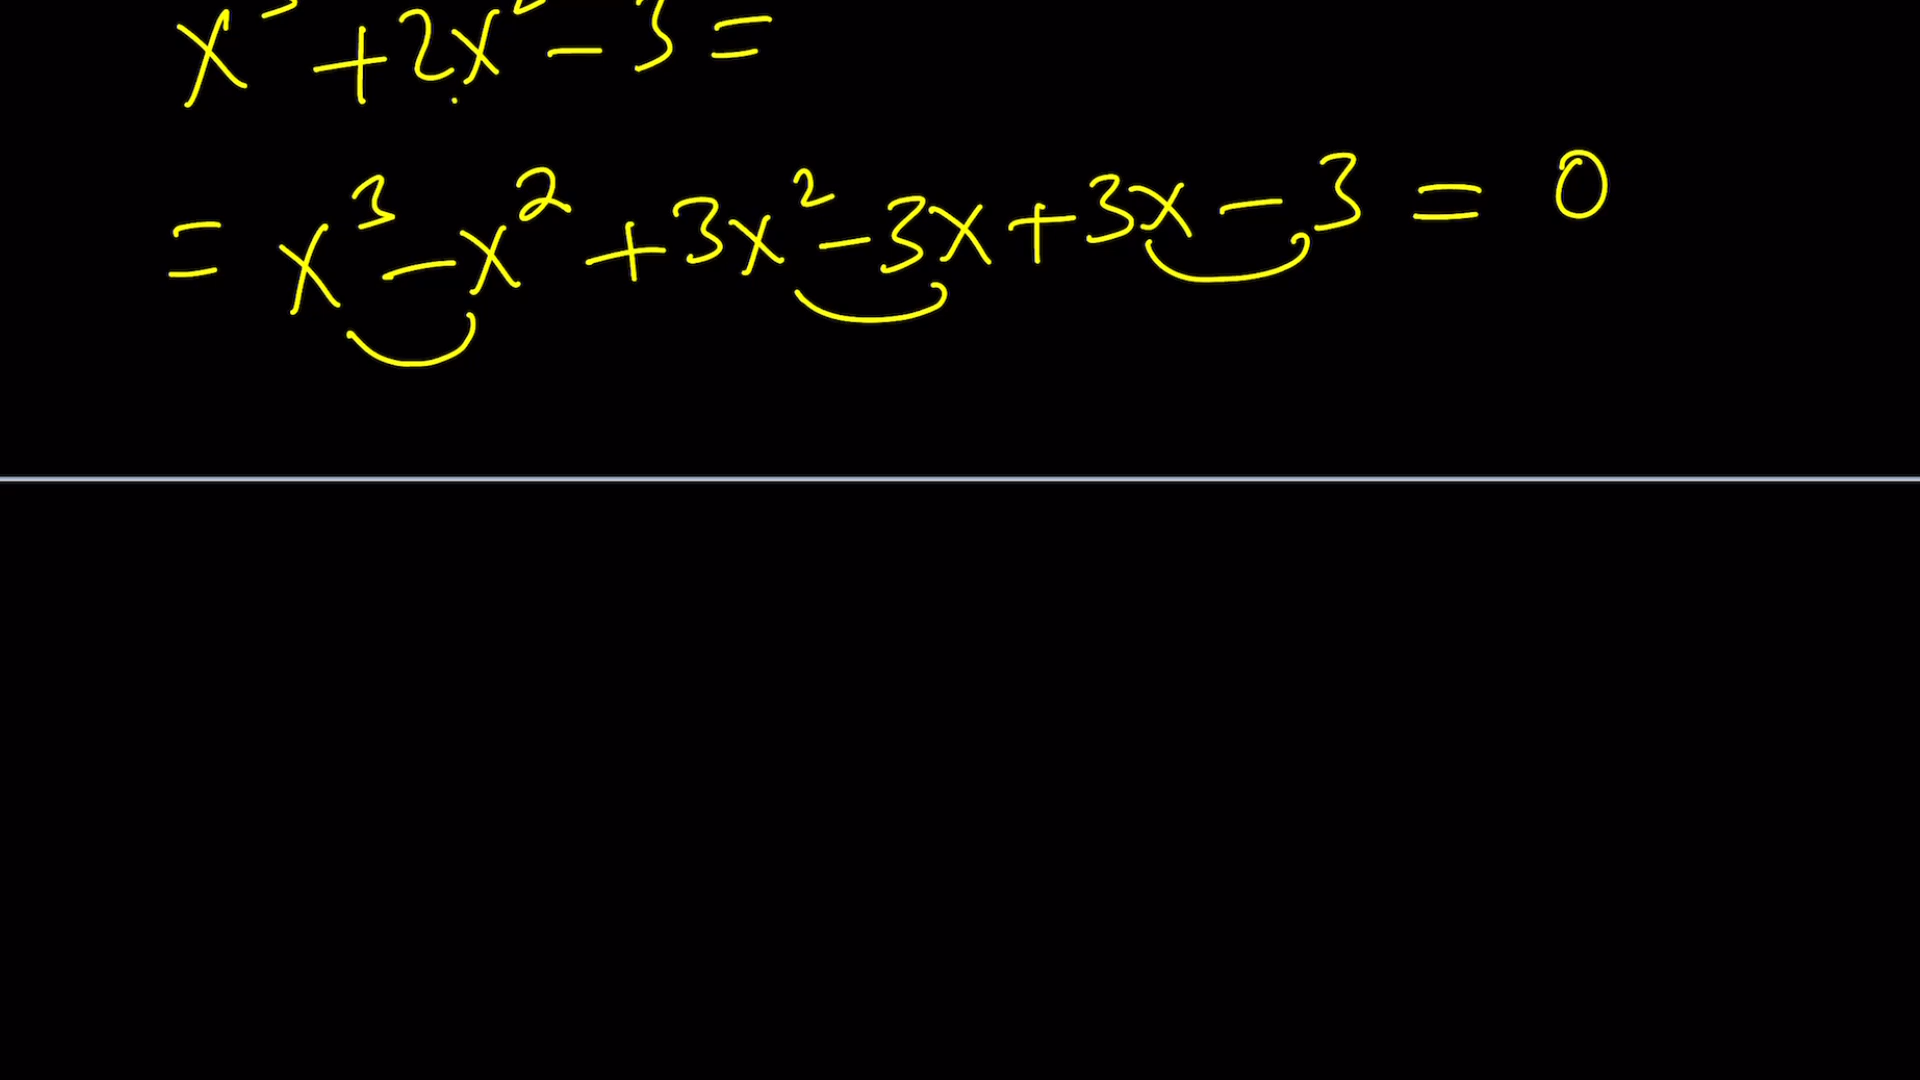 x³ + 2x² - 3 =
= x³ - x² + 3x² - 3x + 3x - 3 = 0